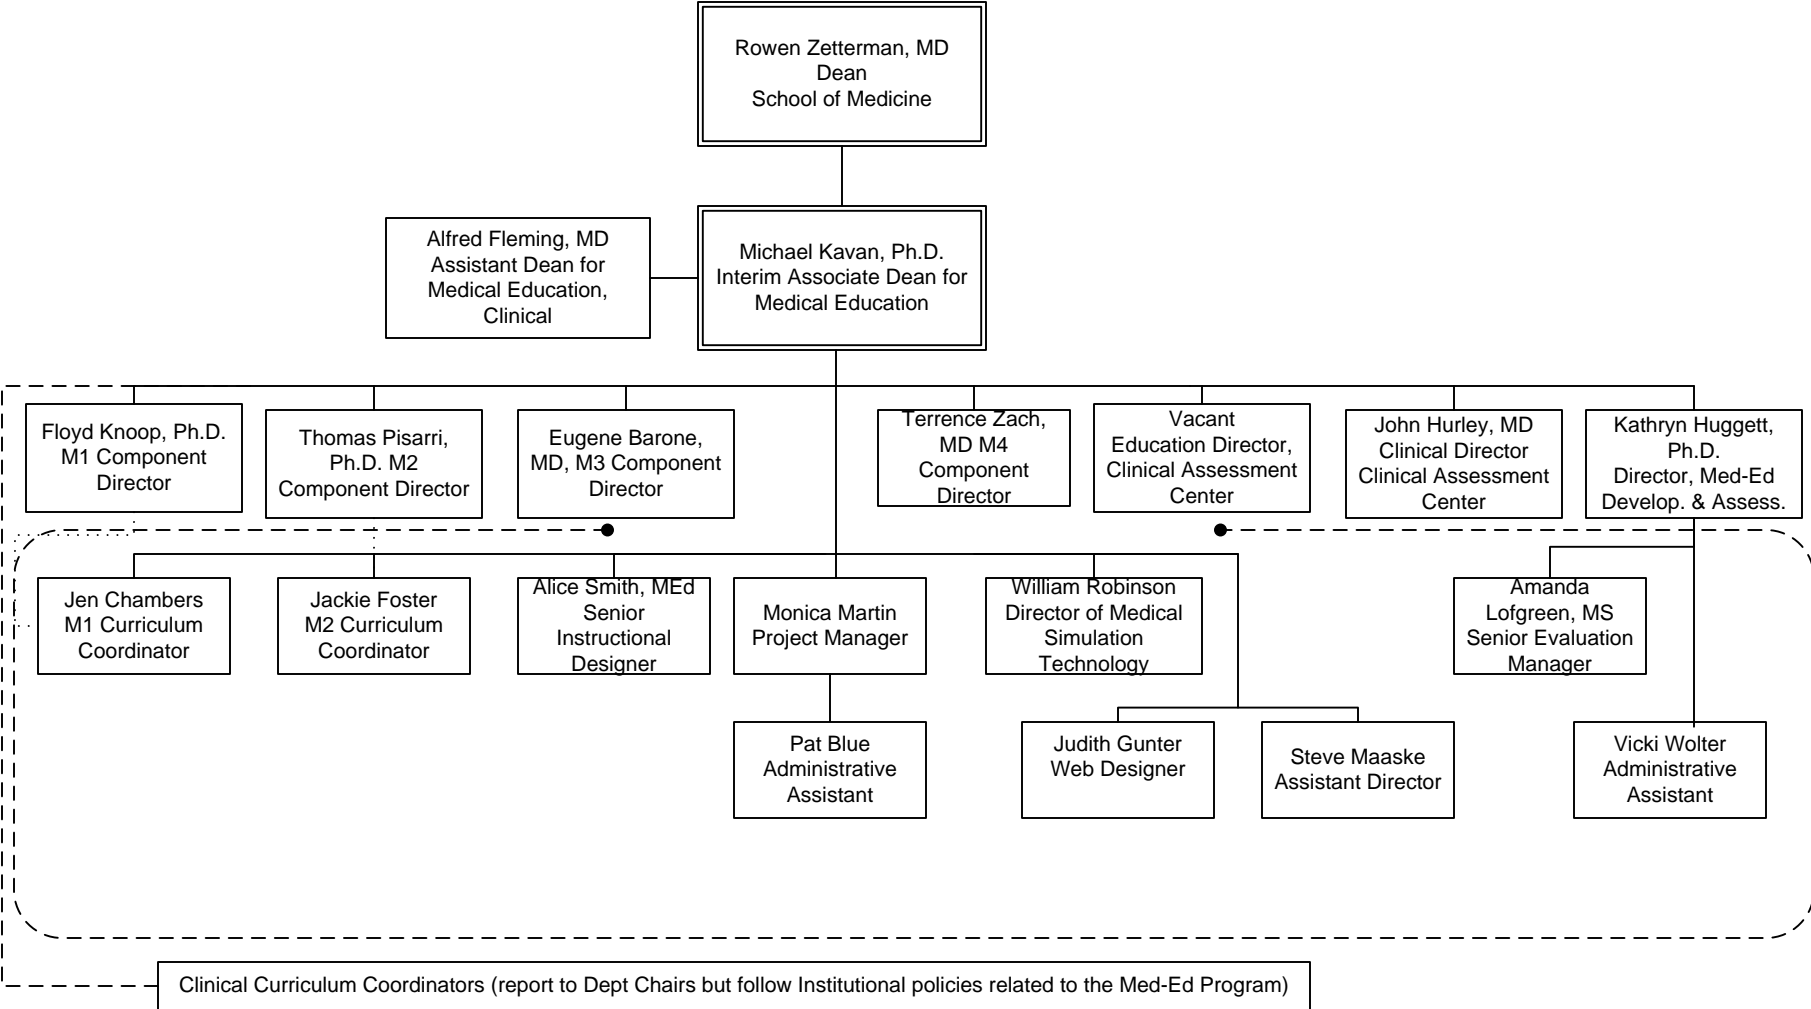 Rowen Zetterman, MD
Dean
School of Medicine
Alfred Fleming, MD
Assistant Dean for
Medical Education,
Clinical
Michael Kavan, Ph.D.
Interim Associate Dean for
Medical Education
Floyd Knoop, Ph.D.
M1 Component
Director
Thomas Pisarri,
Ph.D. M2
Component Director
Eugene Barone,
MD, M3 Component
Director
Terrence Zach,
MD M4
Component
Director
Vacant
Education Director,
Clinical Assessment
Center
John Hurley, MD
Clinical Director
Clinical Assessment
Center
Kathryn Huggett,
Ph.D.
Director, Med-Ed
Develop. & Assess.
Jen Chambers
M1 Curriculum
Coordinator
Jackie Foster
M2 Curriculum
Coordinator
Alice Smith, MEd
Senior
Instructional
Designer
Monica Martin
Project Manager
William Robinson
Director of Medical
Simulation
Technology
Amanda
Lofgreen, MS
Senior Evaluation
Manager
Pat Blue
Administrative
Assistant
Judith Gunter
Web Designer
Steve Maaske
Assistant Director
Vicki Wolter
Administrative
Assistant
Clinical Curriculum Coordinators (report to Dept Chairs but follow Institutional policies related to the Med-Ed Program)